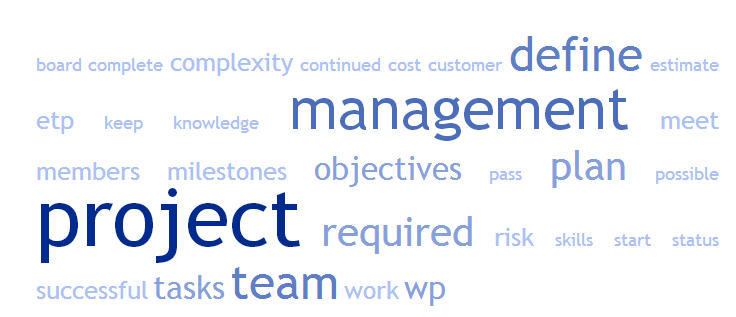 board complete complexity continued cost customer define estimate
etp keep knowledge management meet
members milestones objectives pass plan possible
project required risk skills start status
successful tasks team work wp